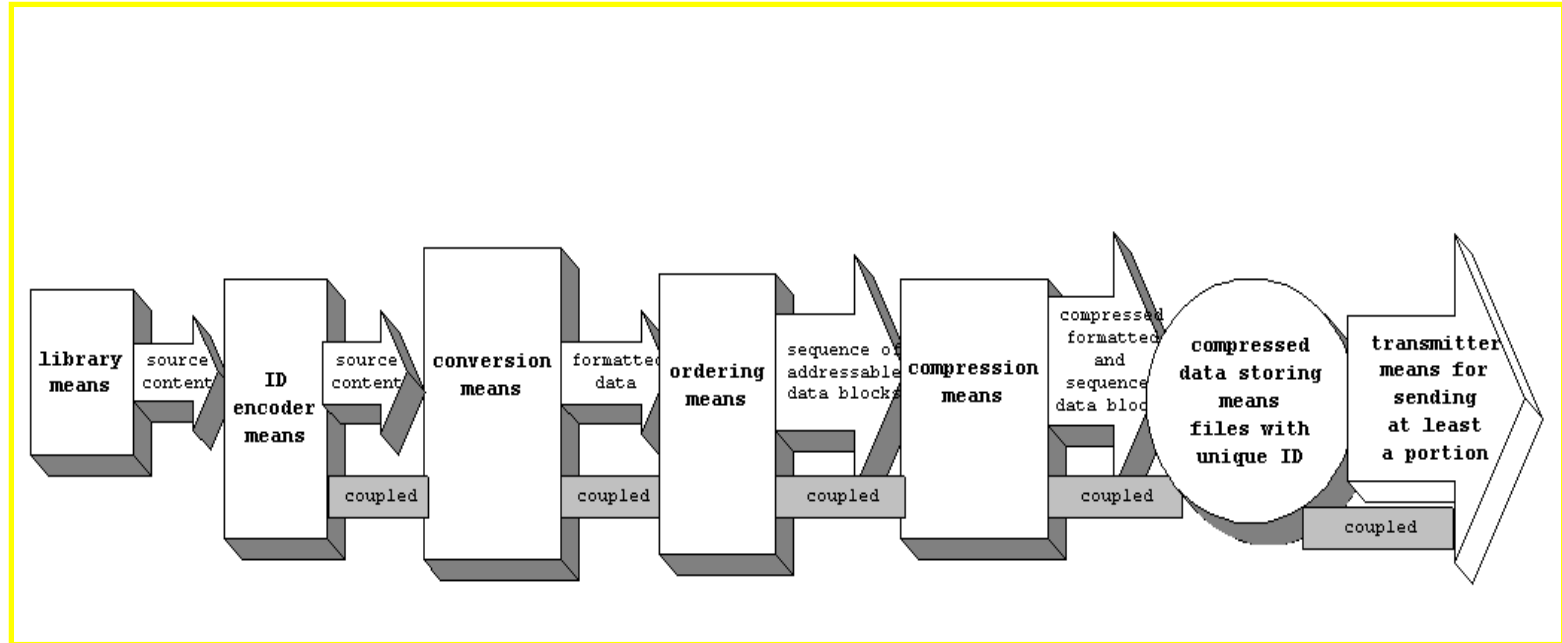 library
means
source
content
ID
encoder
means
source
content
coupled
conversion
means
formatted
data
coupled
ordering
means
sequence of
addressable
data blocks
coupled
compression
means
compressed
formatted
and
sequence
data bloc
coupled
compressed
data storing
means
files with
unique ID
transmitter
means for
sending
at least
a portion
coupled